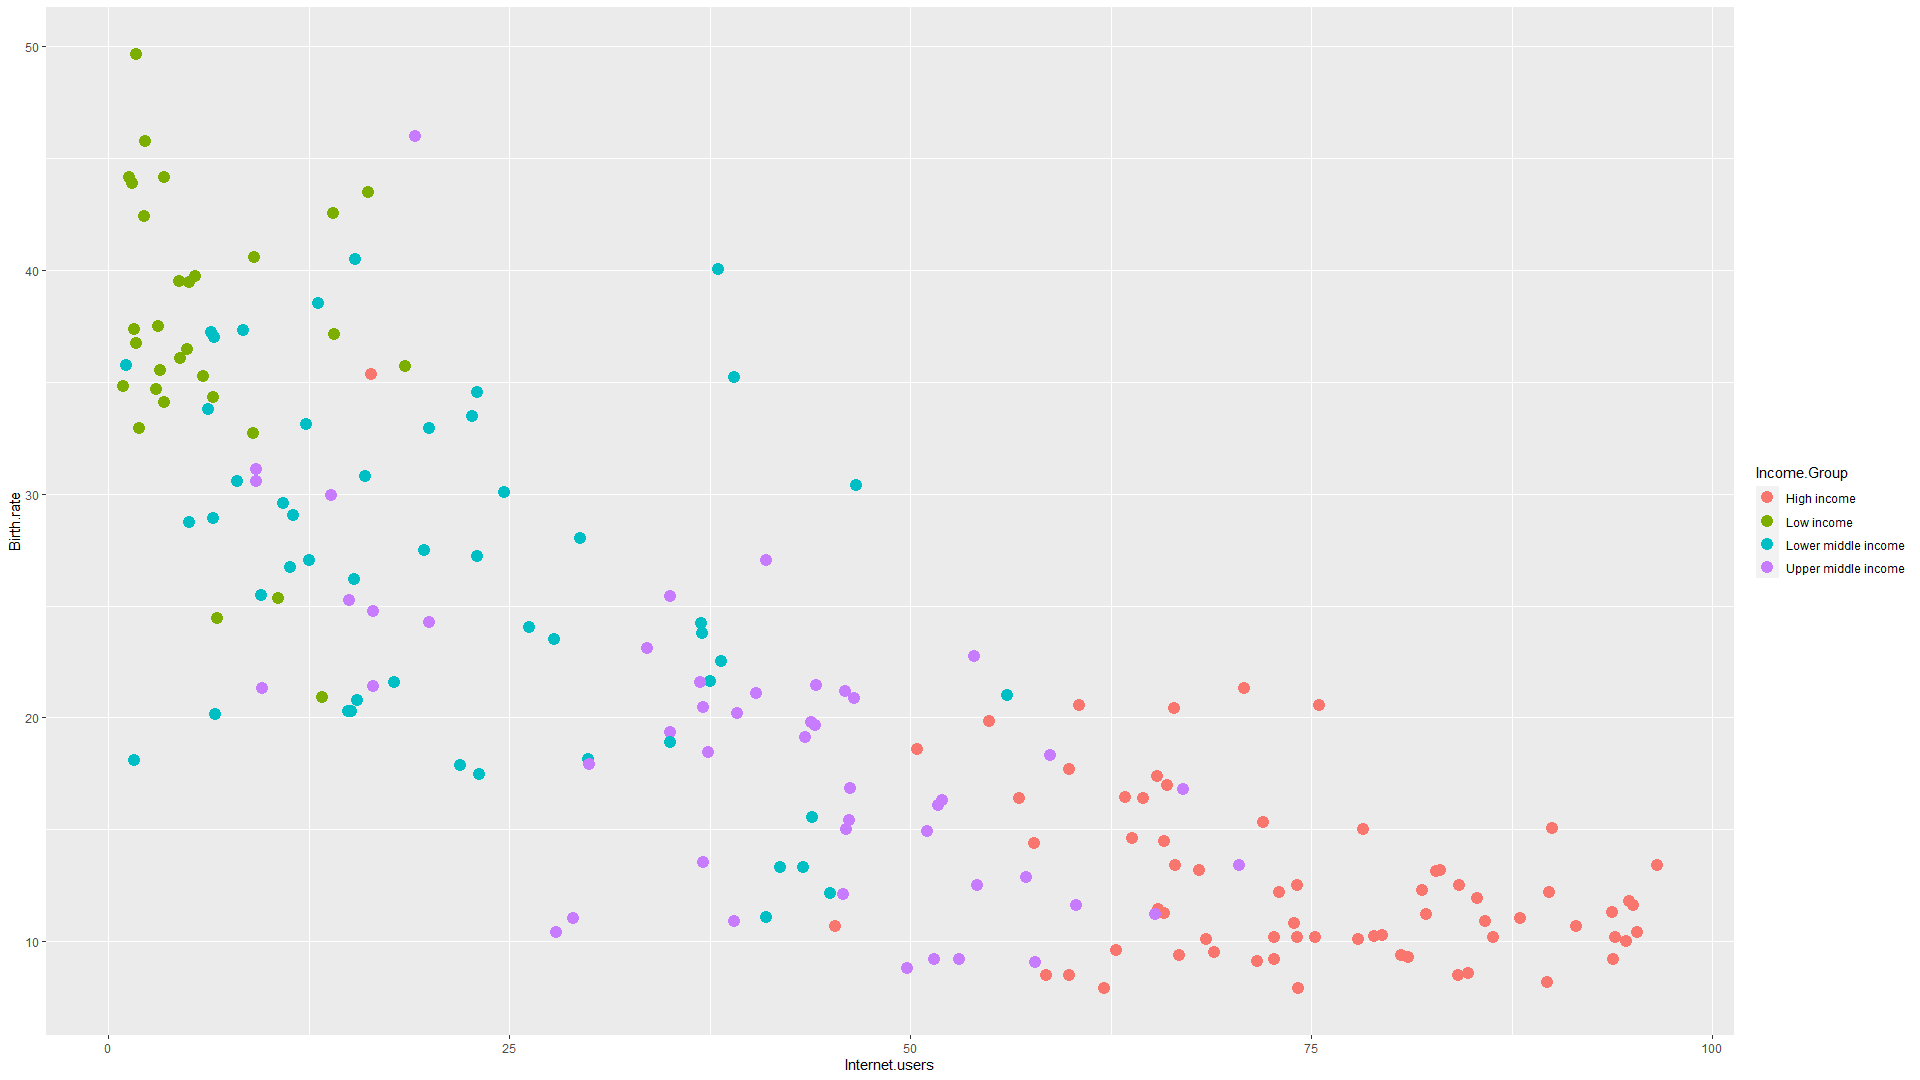 50
40
30
20
10
Birth.rate
0
25
50
75
100
Internet.users
Income.Group
High income
Low income
Lower middle income
Upper middle income